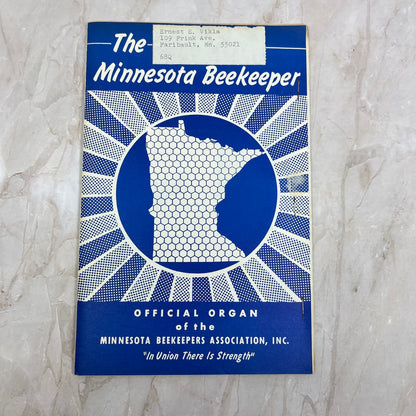 Ernest E. Vikla
109 Frink Ave.
Faribault, Mn. 55021
68Q
The
Minnesota Beekeeper
OFFICIAL ORGAN
of the
MINNESOTA BEEKEEPERS ASSOCIATION, INC.
"In Union There Is Strength"